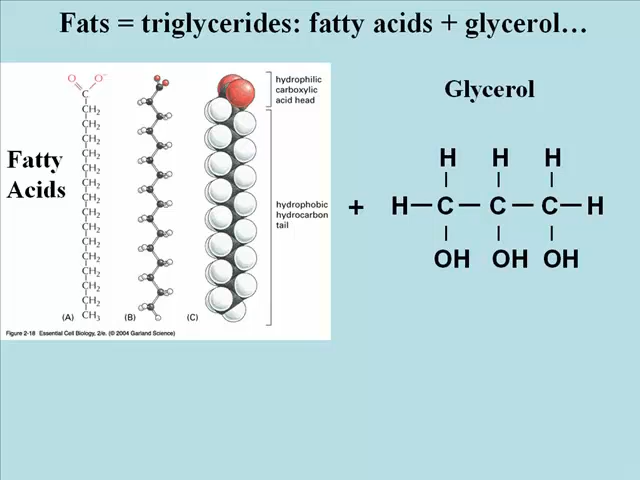 Fats = triglycerides: fatty acids + glycerol…
Fatty
Acids
O O⁻
C
CH₂
CH₂
CH₂
CH₂
CH₂
CH₂
CH₂
CH₂
CH₂
CH₂
CH₂
CH₂
CH₂
CH₂
CH₃
(A) (B) (C)
hydrophilic
carboxylic
acid head
hydrophobic
hydrocarbon
tail
Figure 2-18 Essential Cell Biology, 2/e. (© 2004 Garland Science)
Glycerol
H H H
+ H C C C H
OH OH OH